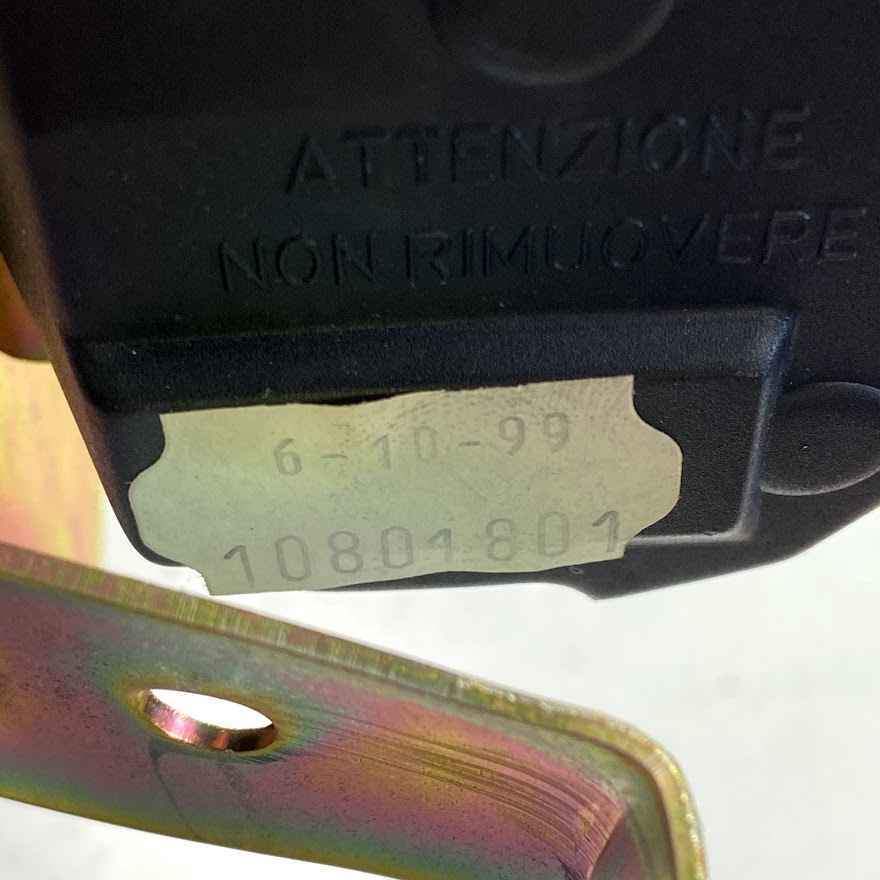 ATTENZIONE
NON RIMUOVERE
6-10-99
10801801